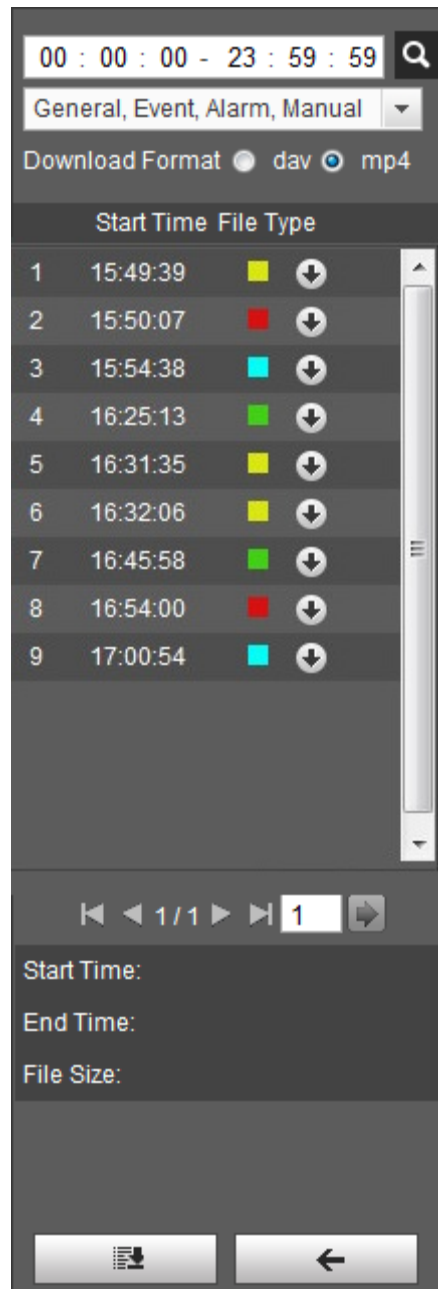 00 : 00 : 00 - 23 : 59 : 59
General, Event, Alarm, Manual
Download Format dav mp4
Start Time File Type
1 15:49:39
2 15:50:07
3 15:54:38
4 16:25:13
5 16:31:35
6 16:32:06
7 16:45:58
8 16:54:00
9 17:00:54
1 / 1 1
Start Time:
End Time:
File Size: